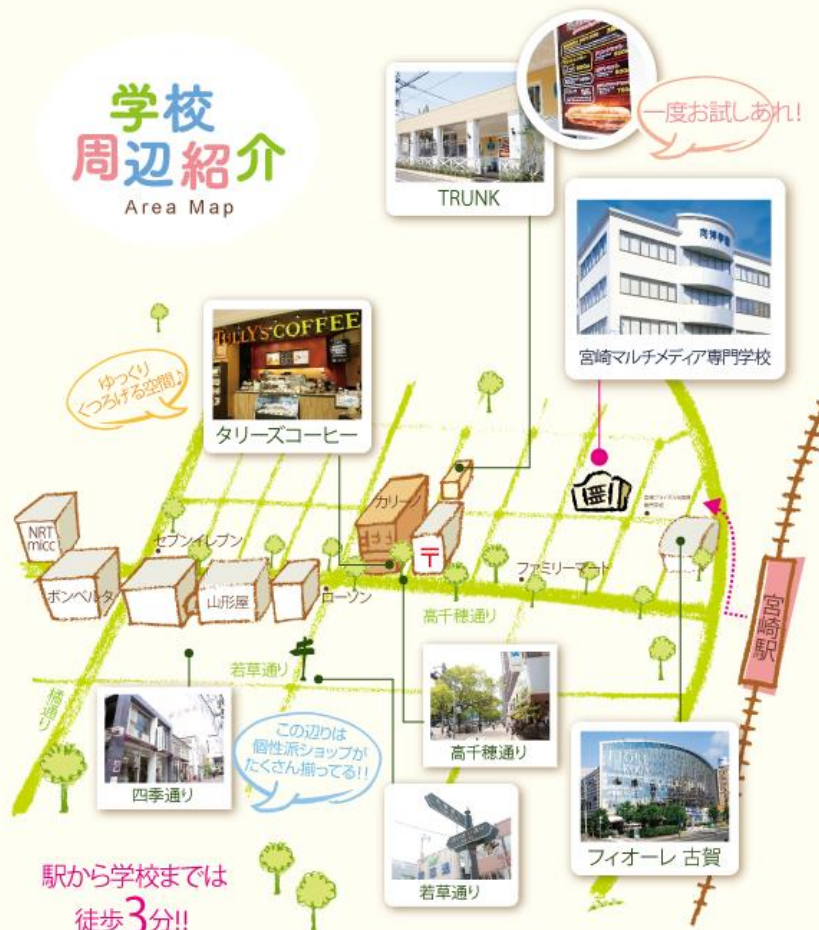 学校
周辺紹介
Area Map
TRUNK
一度お試しあれ!
宮崎マルチメディア専門学校
TULLY'S COFFEE
ゆっくり
くつろげる空間♪
タリーズコーヒー
カリーノ
〒
NRT
micc
セブンイレブン
ボンベルタ
山形屋
ローソン
ファミリーマート
高千穂通り
宮崎駅
若草通り
橘通り
四季通り
この辺りは
個性派ショップが
たくさん揃ってる!!
高千穂通り
若草通り
フィオーレ 古賀
駅から学校までは
徒歩3分!!